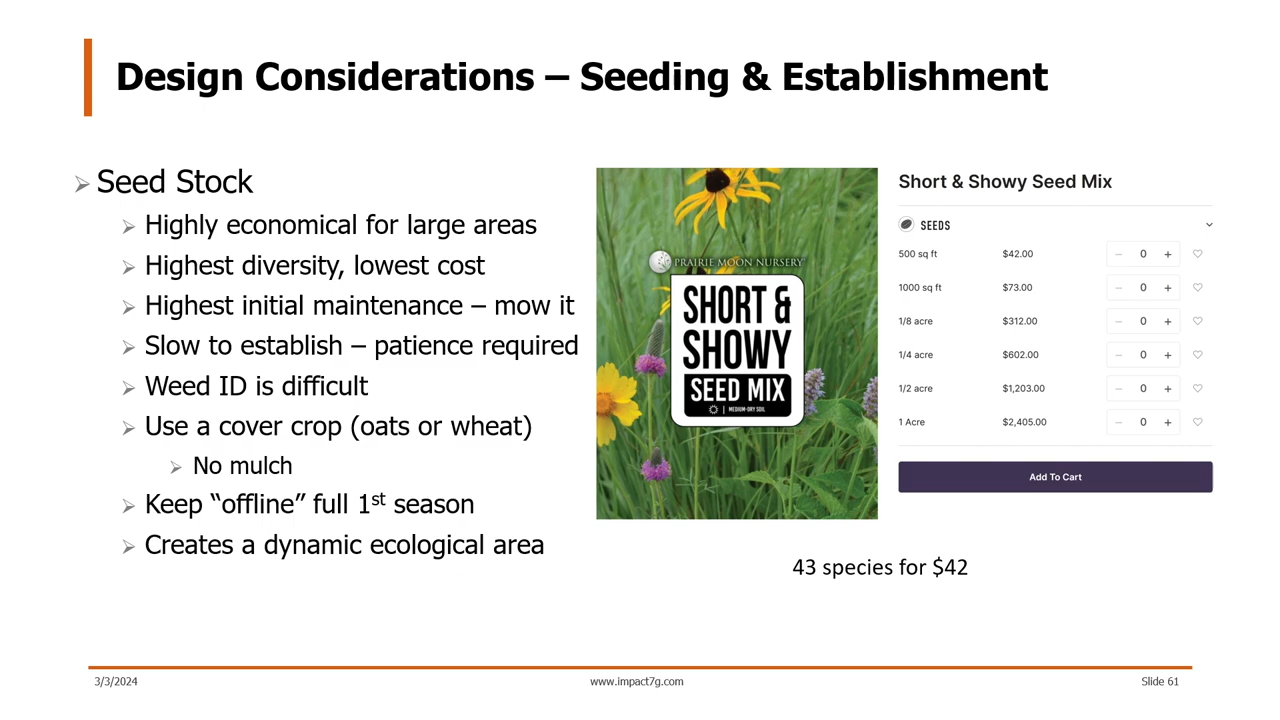 Design Considerations – Seeding & Establishment
Seed Stock
Highly economical for large areas
Highest diversity, lowest cost
Highest initial maintenance – mow it
Slow to establish – patience required
Weed ID is difficult
Use a cover crop (oats or wheat)
No mulch
Keep “offline” full 1st season
Creates a dynamic ecological area
PRAIRIE MOON NURSERY
SHORT &
SHOWY
SEED MIX
MEDIUM-DRY SOIL
Short & Showy Seed Mix
SEEDS
500 sq ft $42.00 − 0 +
1000 sq ft $73.00 − 0 +
1/8 acre $312.00 − 0 +
1/4 acre $602.00 − 0 +
1/2 acre $1,203.00 − 0 +
1 Acre $2,405.00 − 0 +
Add To Cart
43 species for $42
3/3/2024 www.impact7g.com Slide 61